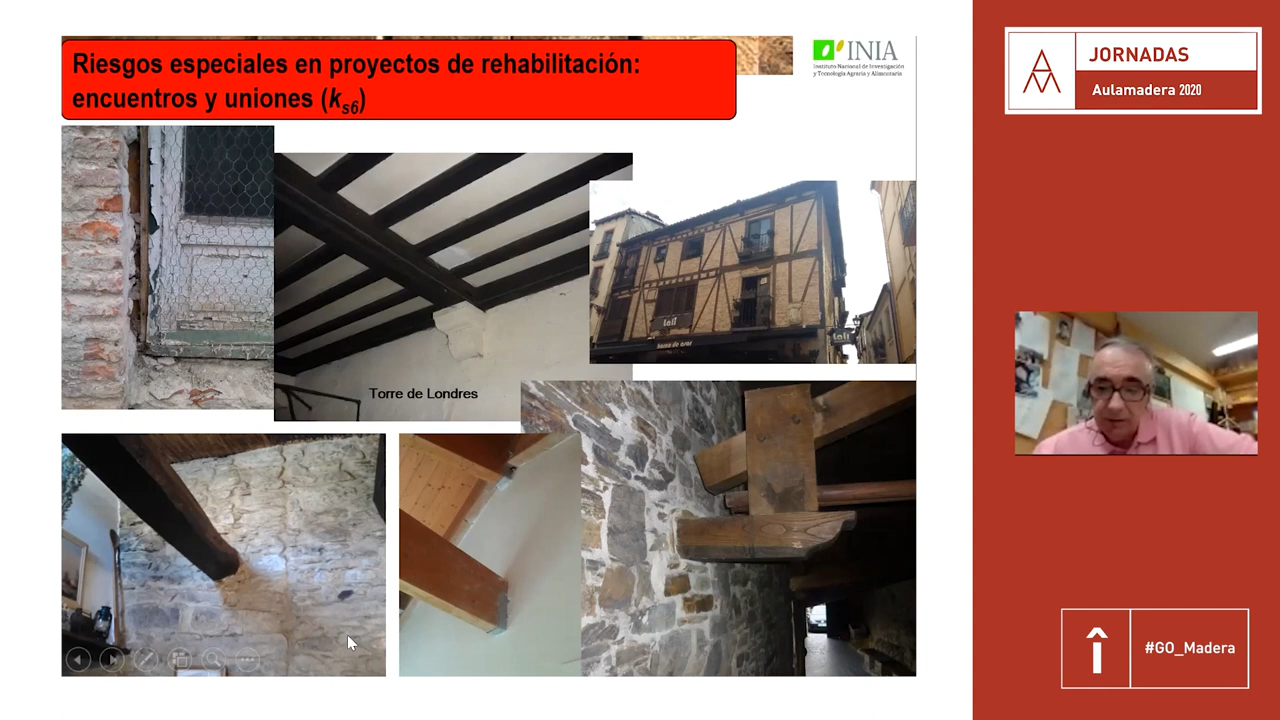 Riesgos especiales en proyectos de rehabilitación:
encuentros y uniones (ks6)
INIA
Instituto Nacional de Investigación
y Tecnología Agraria y Alimentaria
Torre de Londres
JORNADAS
Aulamadera 2020
#GO_Madera